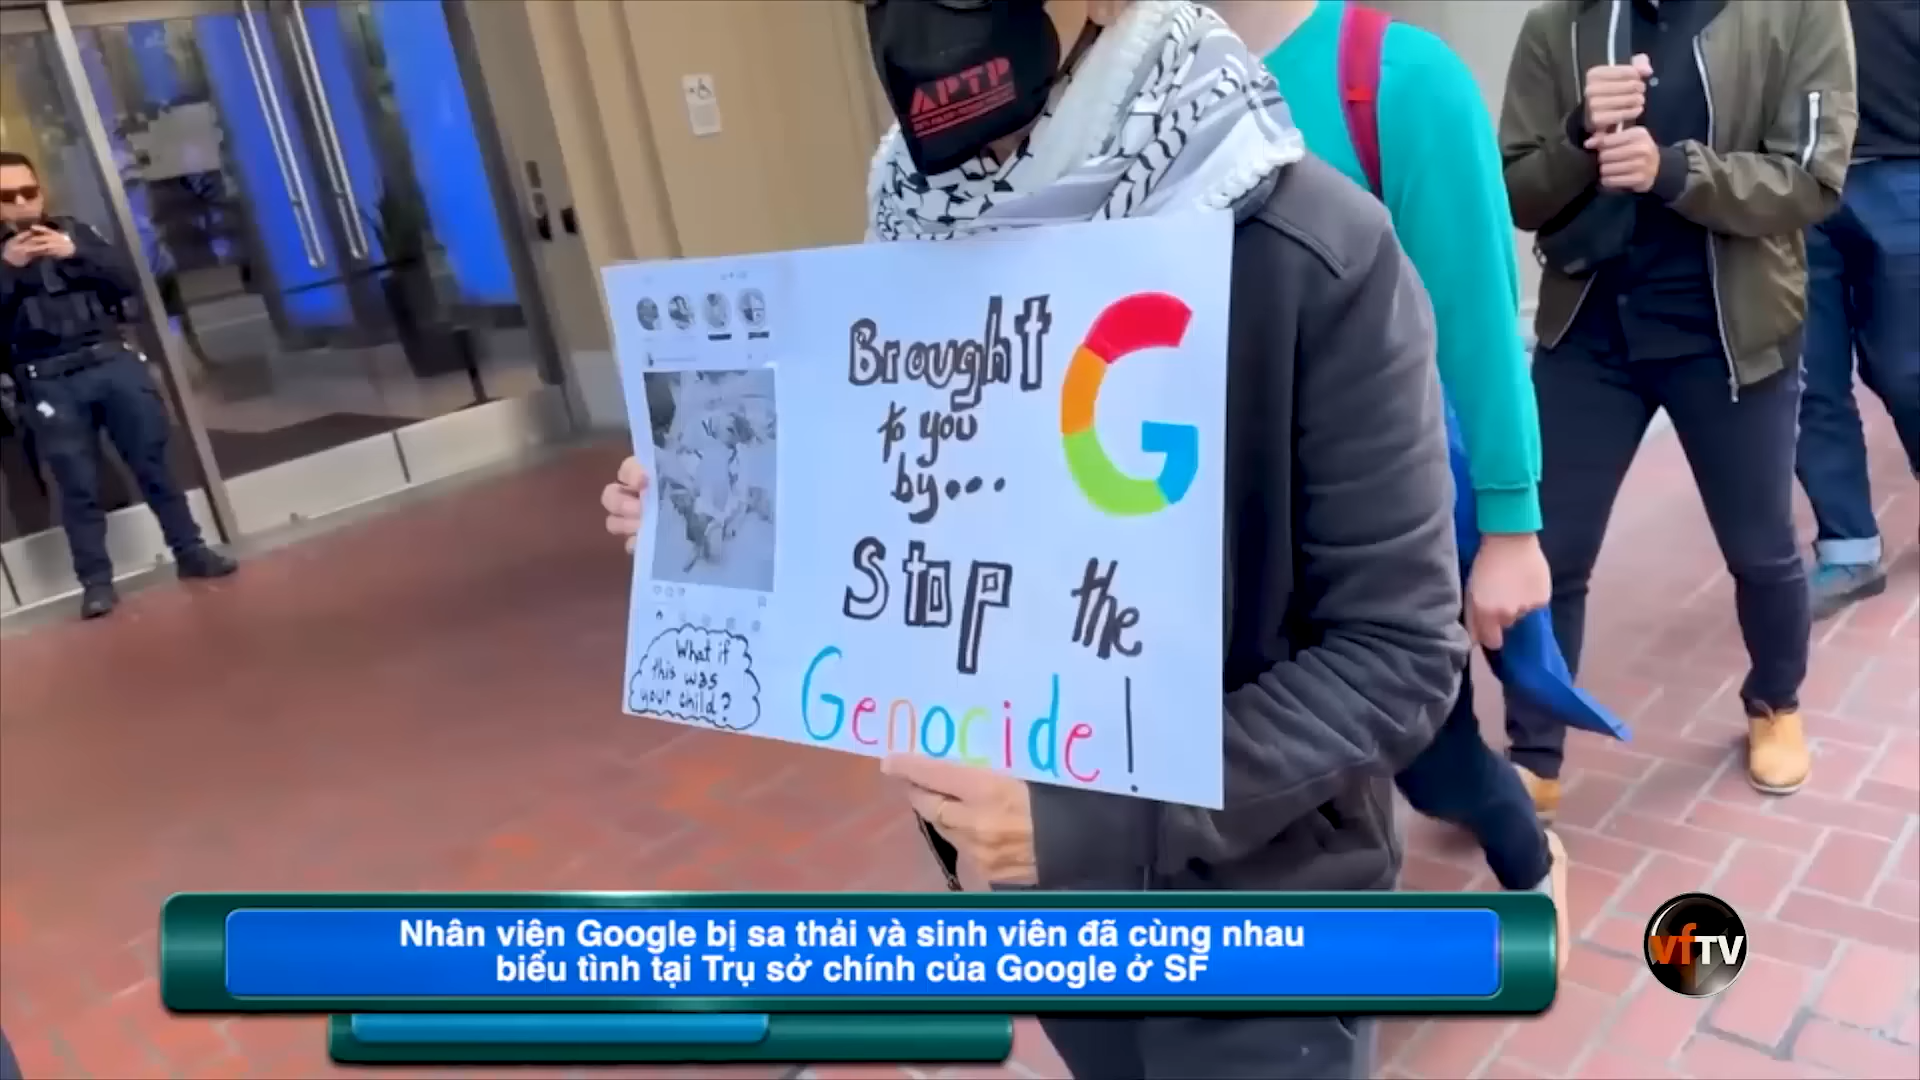 APTP
Brought
to you
by...
G
Stop the
Genocide!
What if
this was
your child?
Nhân viên Google bị sa thải và sinh viên đã cùng nhau
biểu tình tại Trụ sở chính của Google ở SF
vfTV